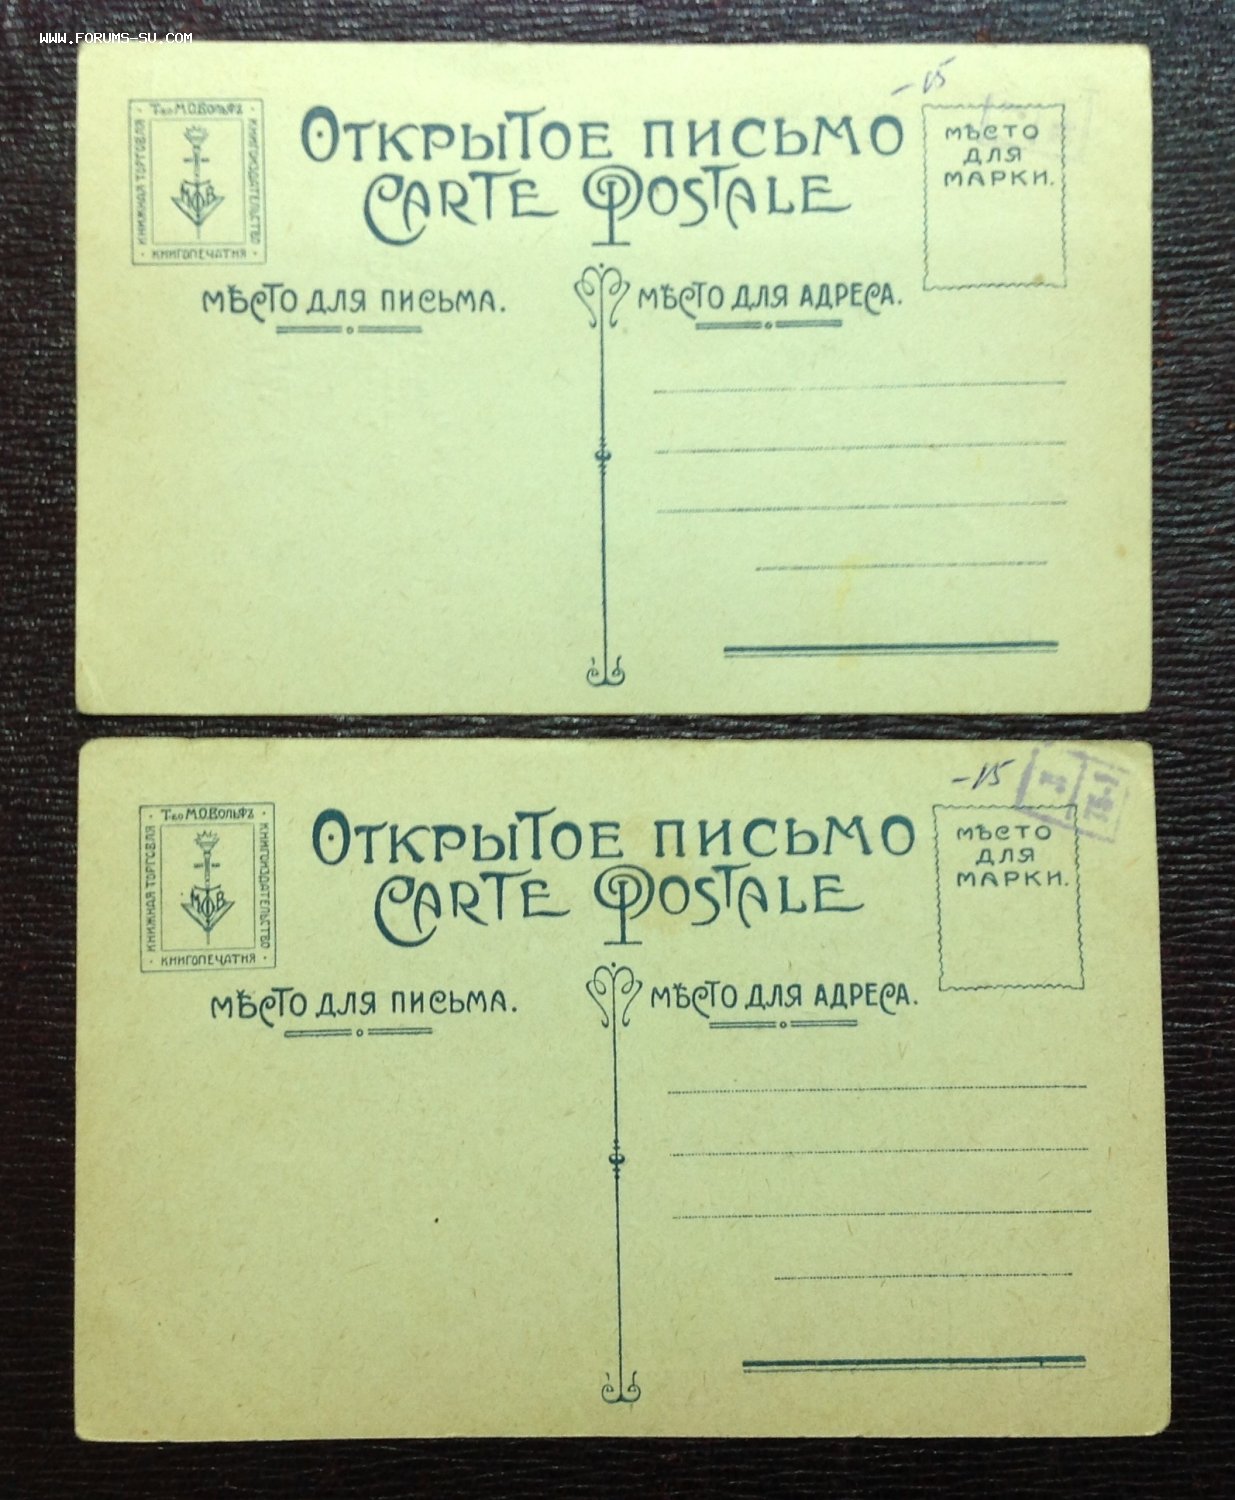 www.forums-su.com
-15
Т-во М.О.Вольфъ
КНИЖНАЯ ТОРГОВЛЯ
КНИГОИЗДАТЕЛЬСТВО
КНИГОПЕЧАТНЯ
М.О.В.
Открытое письмо
Carte Postale
Мѣсто
для
марки.
Мѣсто для письма.
Мѣсто для адреса.
-15
Т-во М.О.Вольфъ
КНИЖНАЯ ТОРГОВЛЯ
КНИГОИЗДАТЕЛЬСТВО
КНИГОПЕЧАТНЯ
М.О.В.
Открытое письмо
Carte Postale
Мѣсто
для
марки.
Мѣсто для письма.
Мѣсто для адреса.